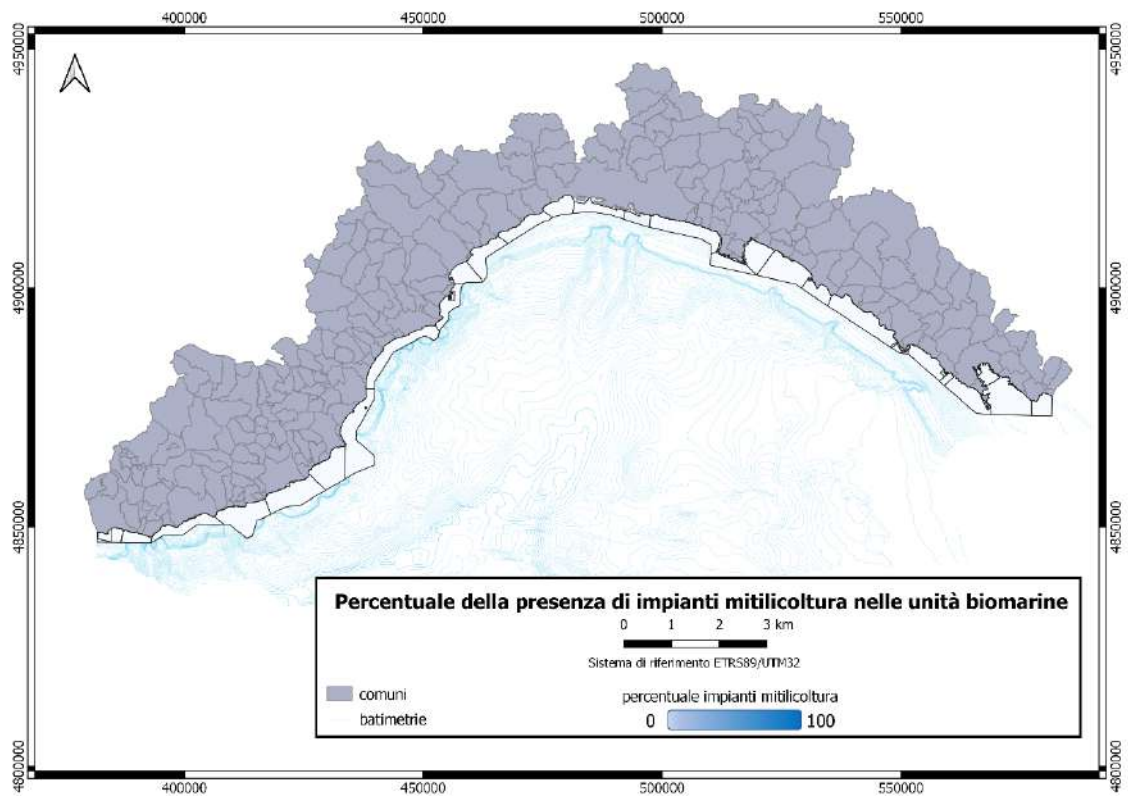 400000 450000 500000 550000
4950000 4950000
4900000 4900000
4850000 4850000
Percentuale della presenza di impianti mitilicoltura nelle unità biomarine
0 1 2 3 km
Sistema di riferimento ETRS89/UTM32
comuni
percentuale impianti mitilicoltura
batimetrie
0 100
4800000 4800000
400000 450000 500000 550000